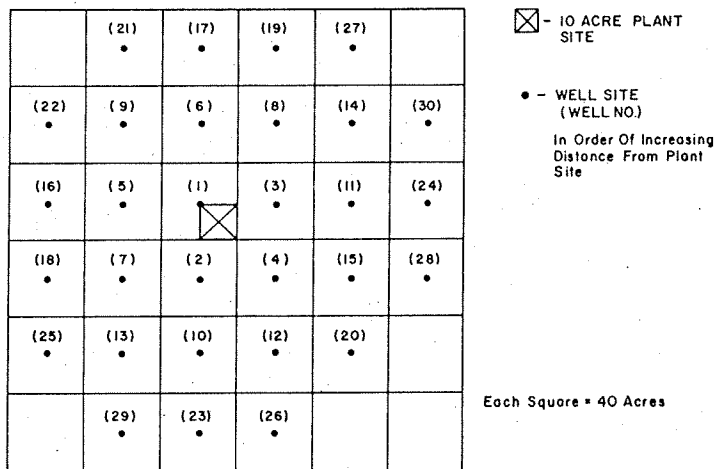 (21) (17) (19) (27)
(22) (9) (6) (8) (14) (30)
(16) (5) (1) (3) (11) (24)
(18) (7) (2) (4) (15) (28)
(25) (13) (10) (12) (20)
(29) (23) (26)
- 10 ACRE PLANT
SITE
- WELL SITE
(WELL NO.)
In Order Of Increasing
Distance From Plant
Site
Each Square = 40 Acres